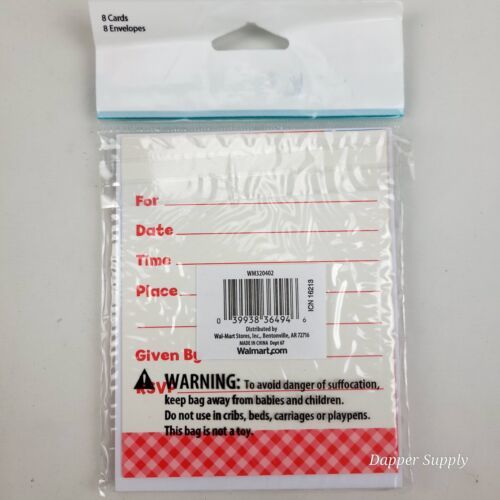 8 Cards
8 Envelopes
For
Date
Time
Place
WM320402
ICN 16213
0 39938 36494 6
Distributed by
Wal-Mart Stores, Inc., Bentonville, AR 72716
MADE IN CHINA Dept 67
Walmart.com
Given By
RSVP
WARNING: To avoid danger of suffocation,
keep bag away from babies and children.
Do not use in cribs, beds, carriages or playpens.
This bag is not a toy.
Dapper Supply